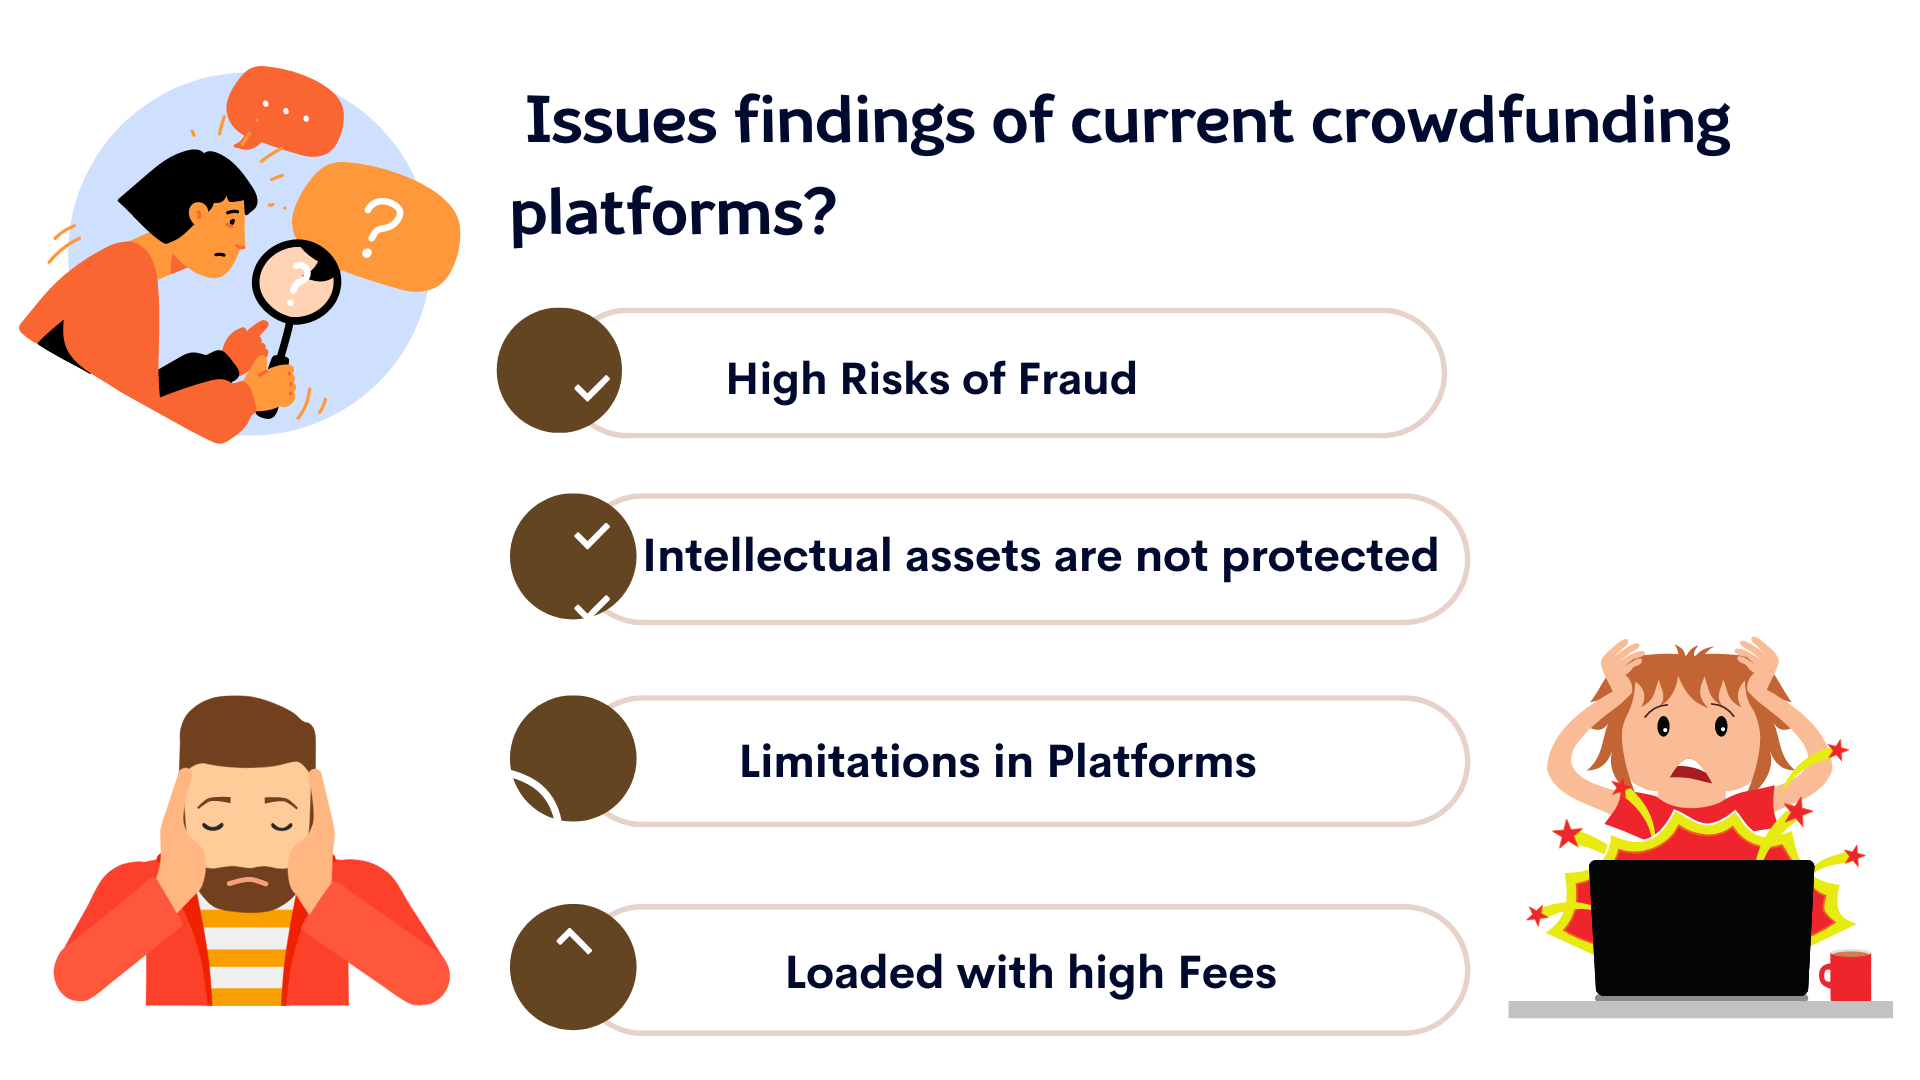 Issues findings of current crowdfunding
platforms?
...
?
?
High Risks of Fraud
Intellectual assets are not protected
Limitations in Platforms
Loaded with high Fees